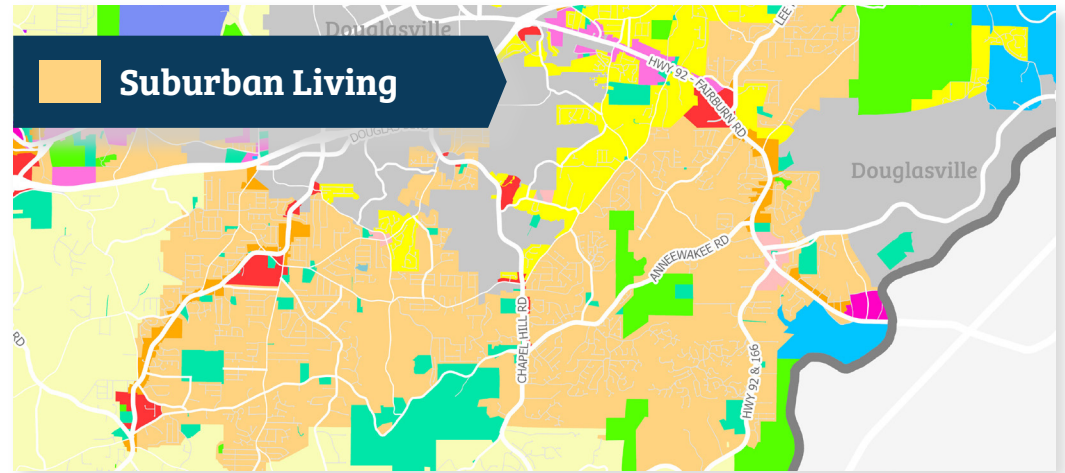 Douglasville
Suburban Living
HWY 92 - FAIRBURN RD
LEE
Douglasville
ANNEEWAKEE RD
CHAPEL HILL RD
HWY 92 & 166
RD